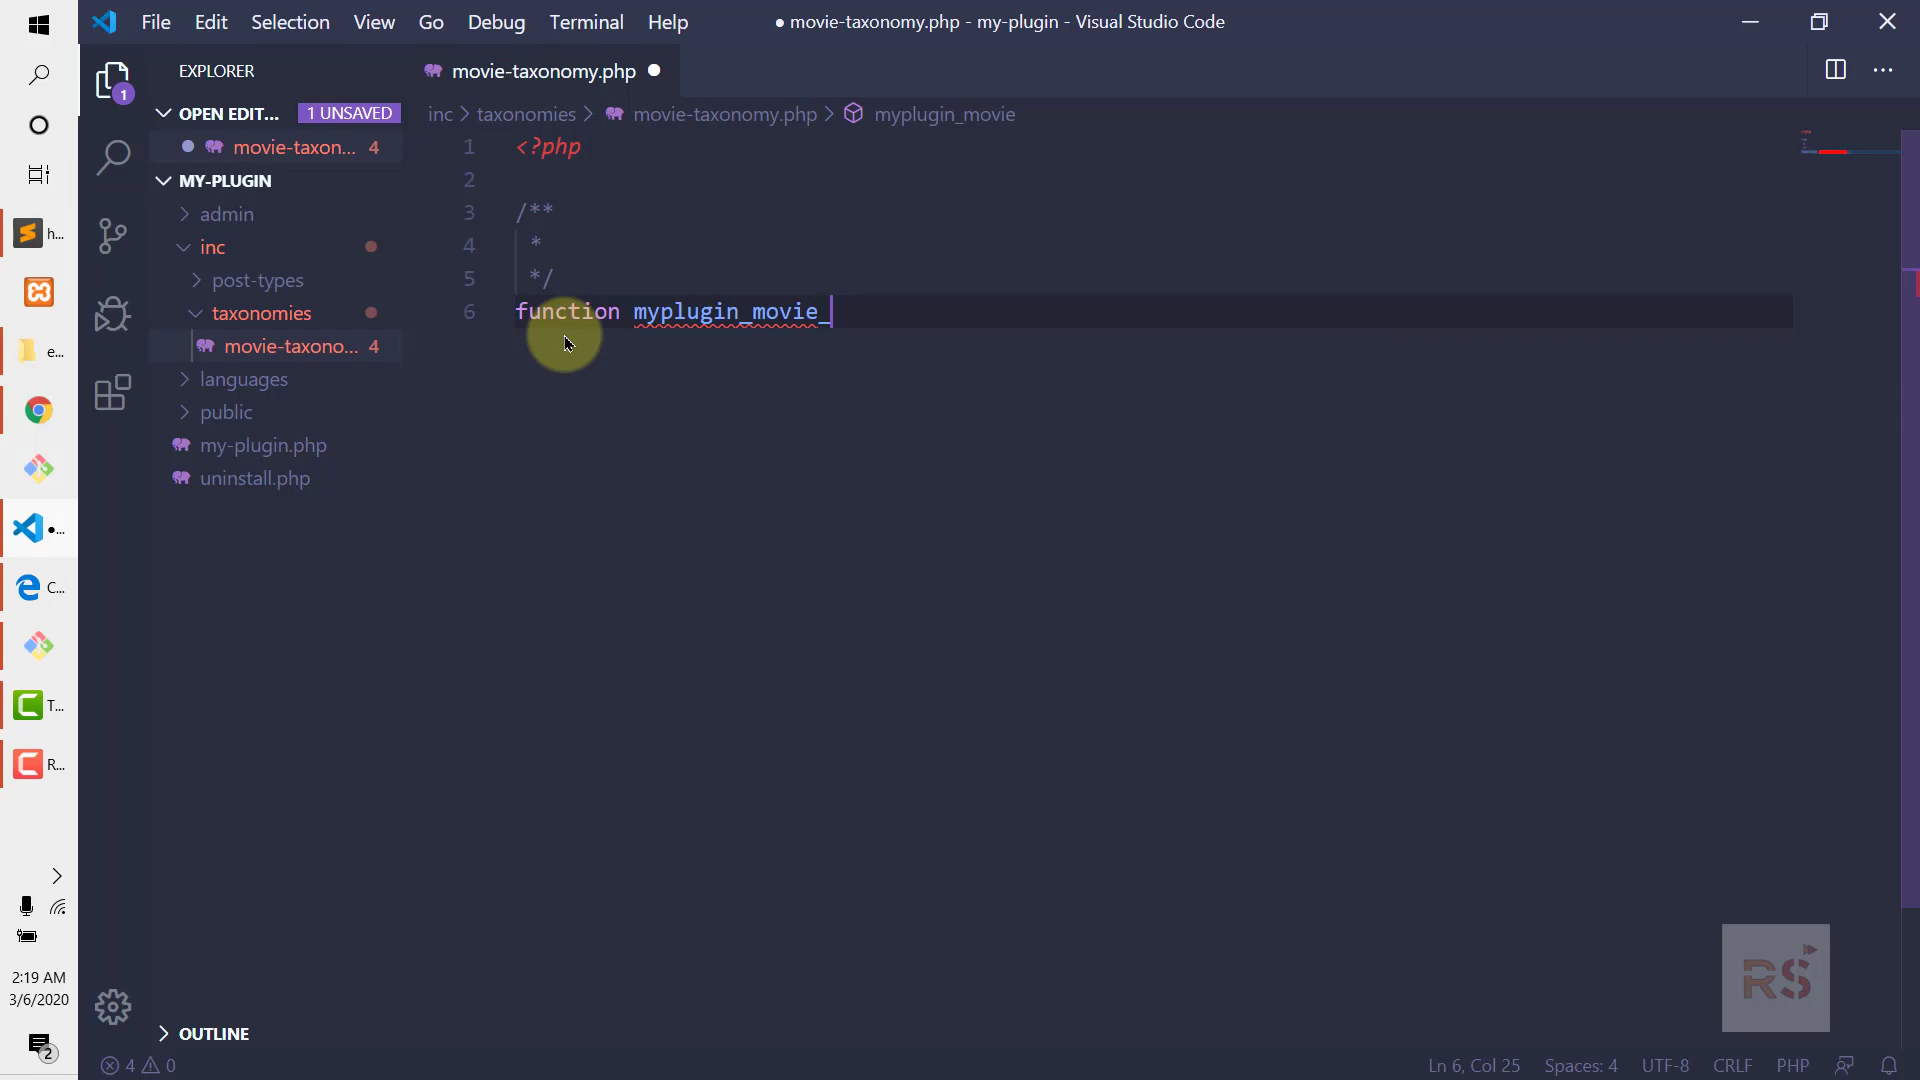 File Edit Selection View Go Debug Terminal Help
● movie-taxonomy.php - my-plugin - Visual Studio Code
EXPLORER
OPEN EDIT... 1 UNSAVED
movie-taxon... 4
MY-PLUGIN
admin
inc
post-types
taxonomies
movie-taxono... 4
languages
public
my-plugin.php
uninstall.php
OUTLINE
movie-taxonomy.php
inc > taxonomies > movie-taxonomy.php > myplugin_movie
1 <?php
2
3 /**
4 *
5 */
6 function myplugin_movie_
h...
e...
●...
C...
T...
R...
2:19 AM
3/6/2020
2
1
RS
4 0
Ln 6, Col 25 Spaces: 4 UTF-8 CRLF PHP